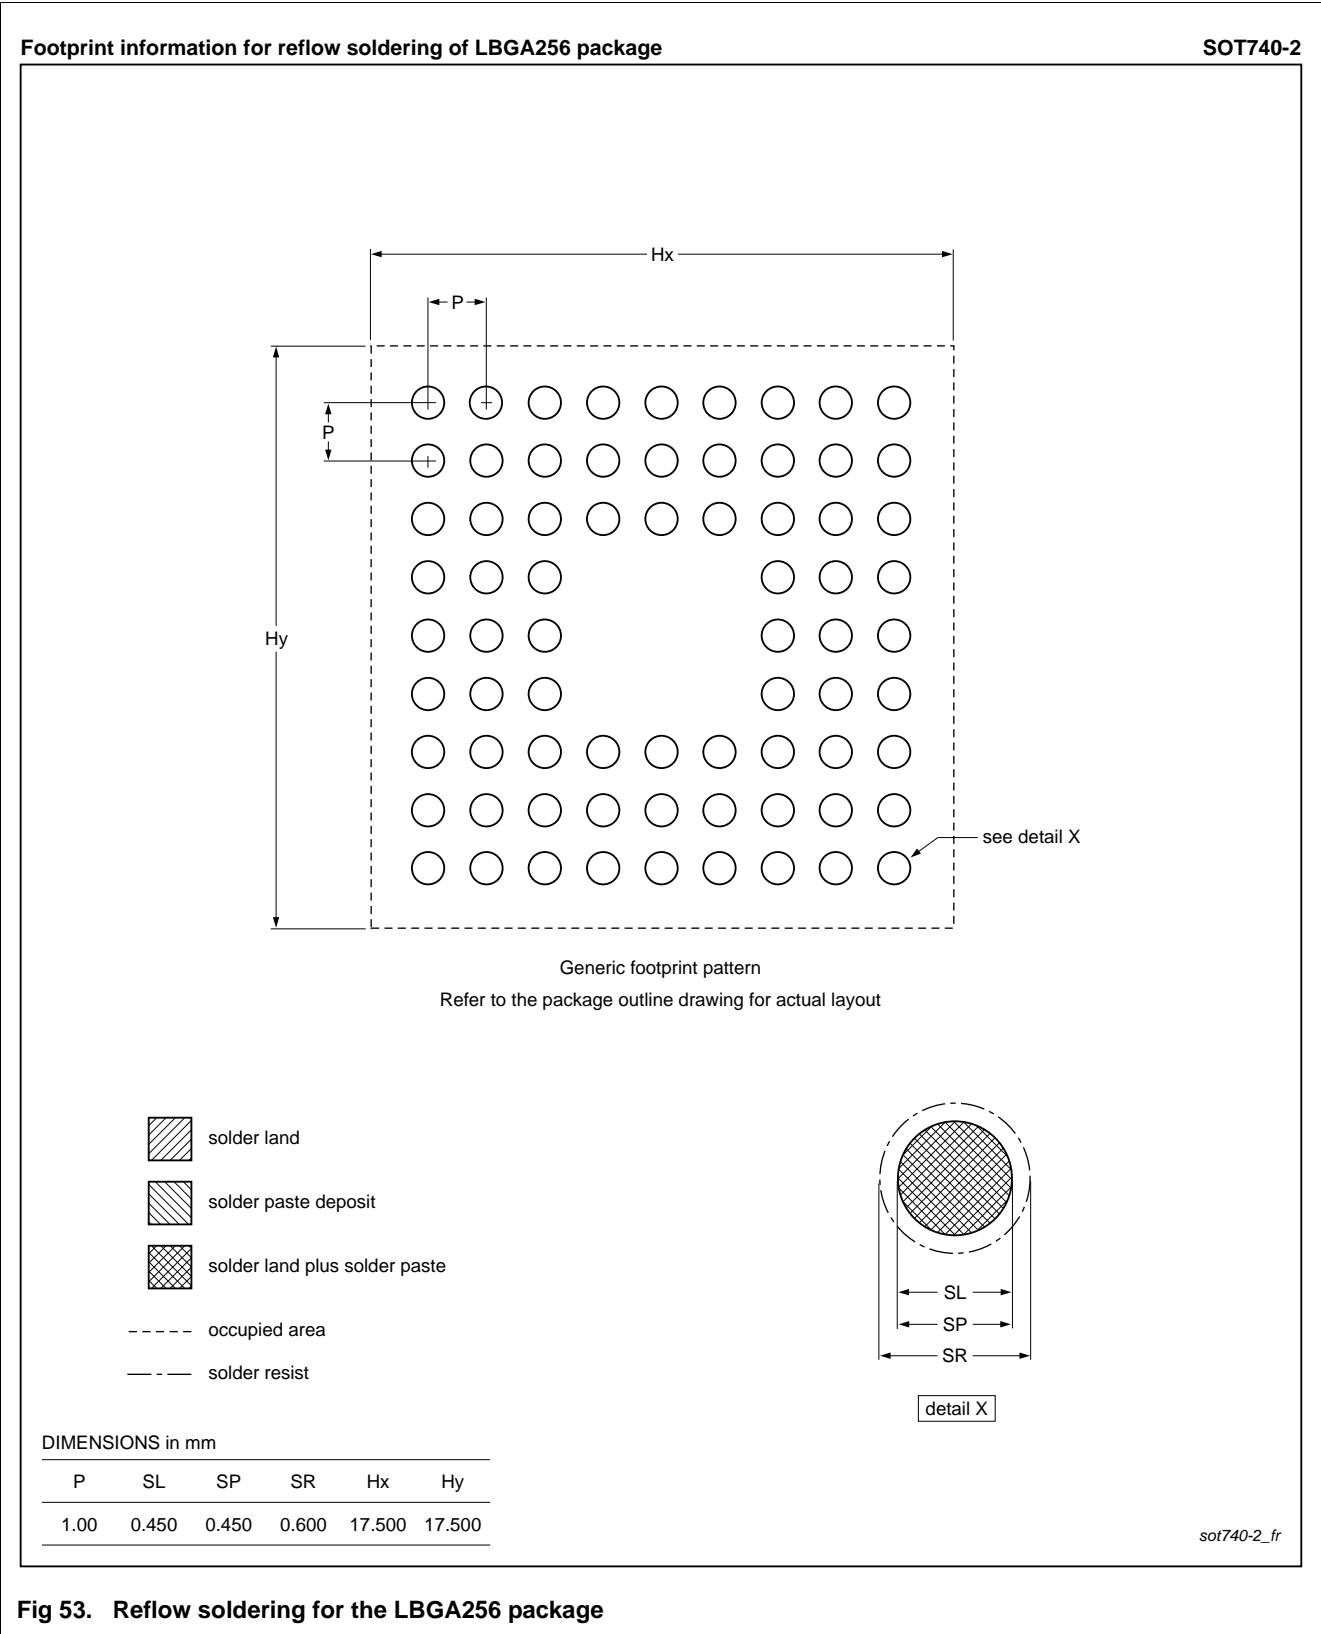 Footprint information for reflow soldering of LBGA256 package SOT740-2
Hx
P
P
Hy
see detail X
Generic footprint pattern
Refer to the package outline drawing for actual layout
solder land
solder paste deposit
solder land plus solder paste
occupied area
solder resist
SL
SP
SR
detail X
DIMENSIONS in mm
P SL SP SR Hx Hy
1.00 0.450 0.450 0.600 17.500 17.500
sot740-2_fr
Fig 53. Reflow soldering for the LBGA256 package